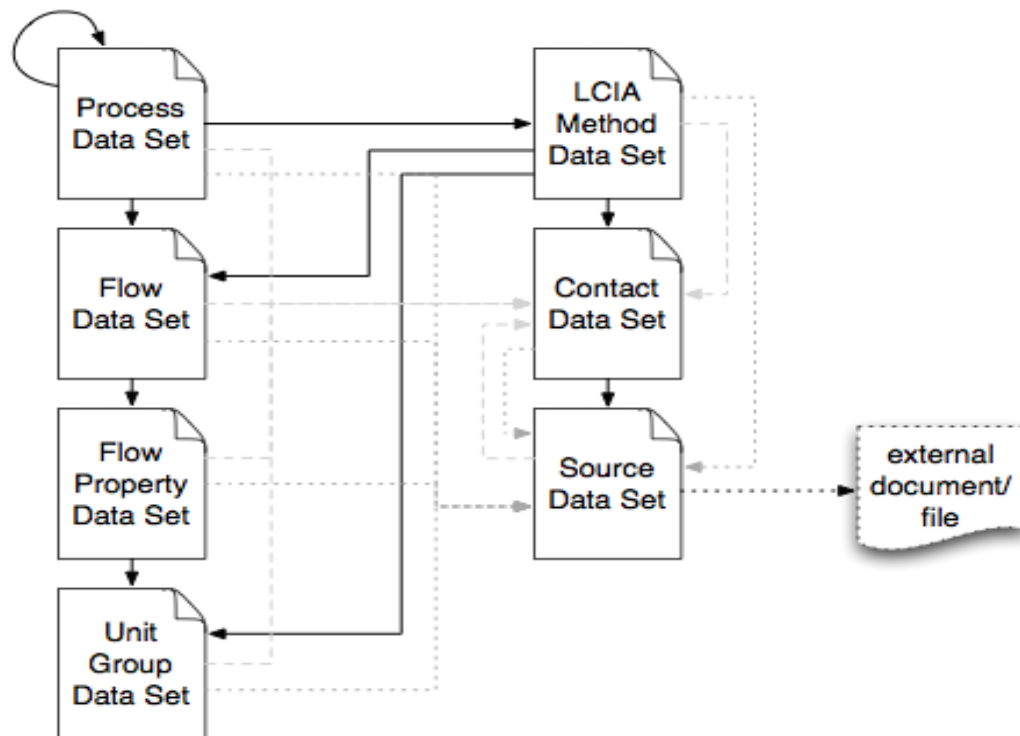 Process
Data Set
LCIA
Method
Data Set
Flow
Data Set
Contact
Data Set
Flow
Property
Data Set
Source
Data Set
external
document/
file
Unit
Group
Data Set